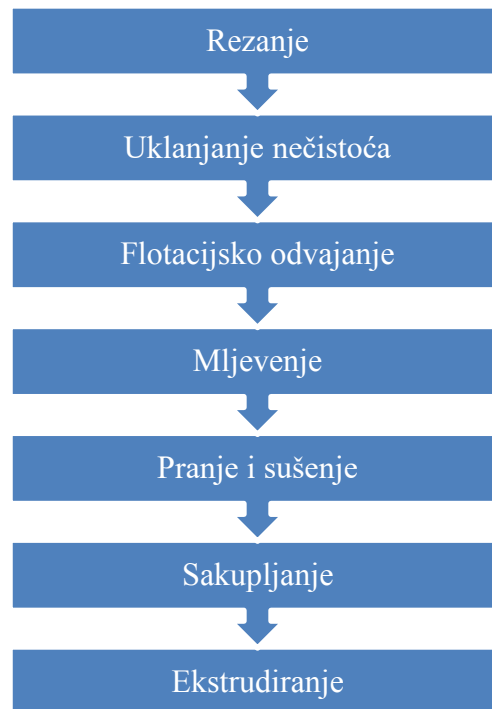 Rezanje
Uklanjanje nečistoća
Flotacijsko odvajanje
Mljevenje
Pranje i sušenje
Sakupljanje
Ekstrudiranje